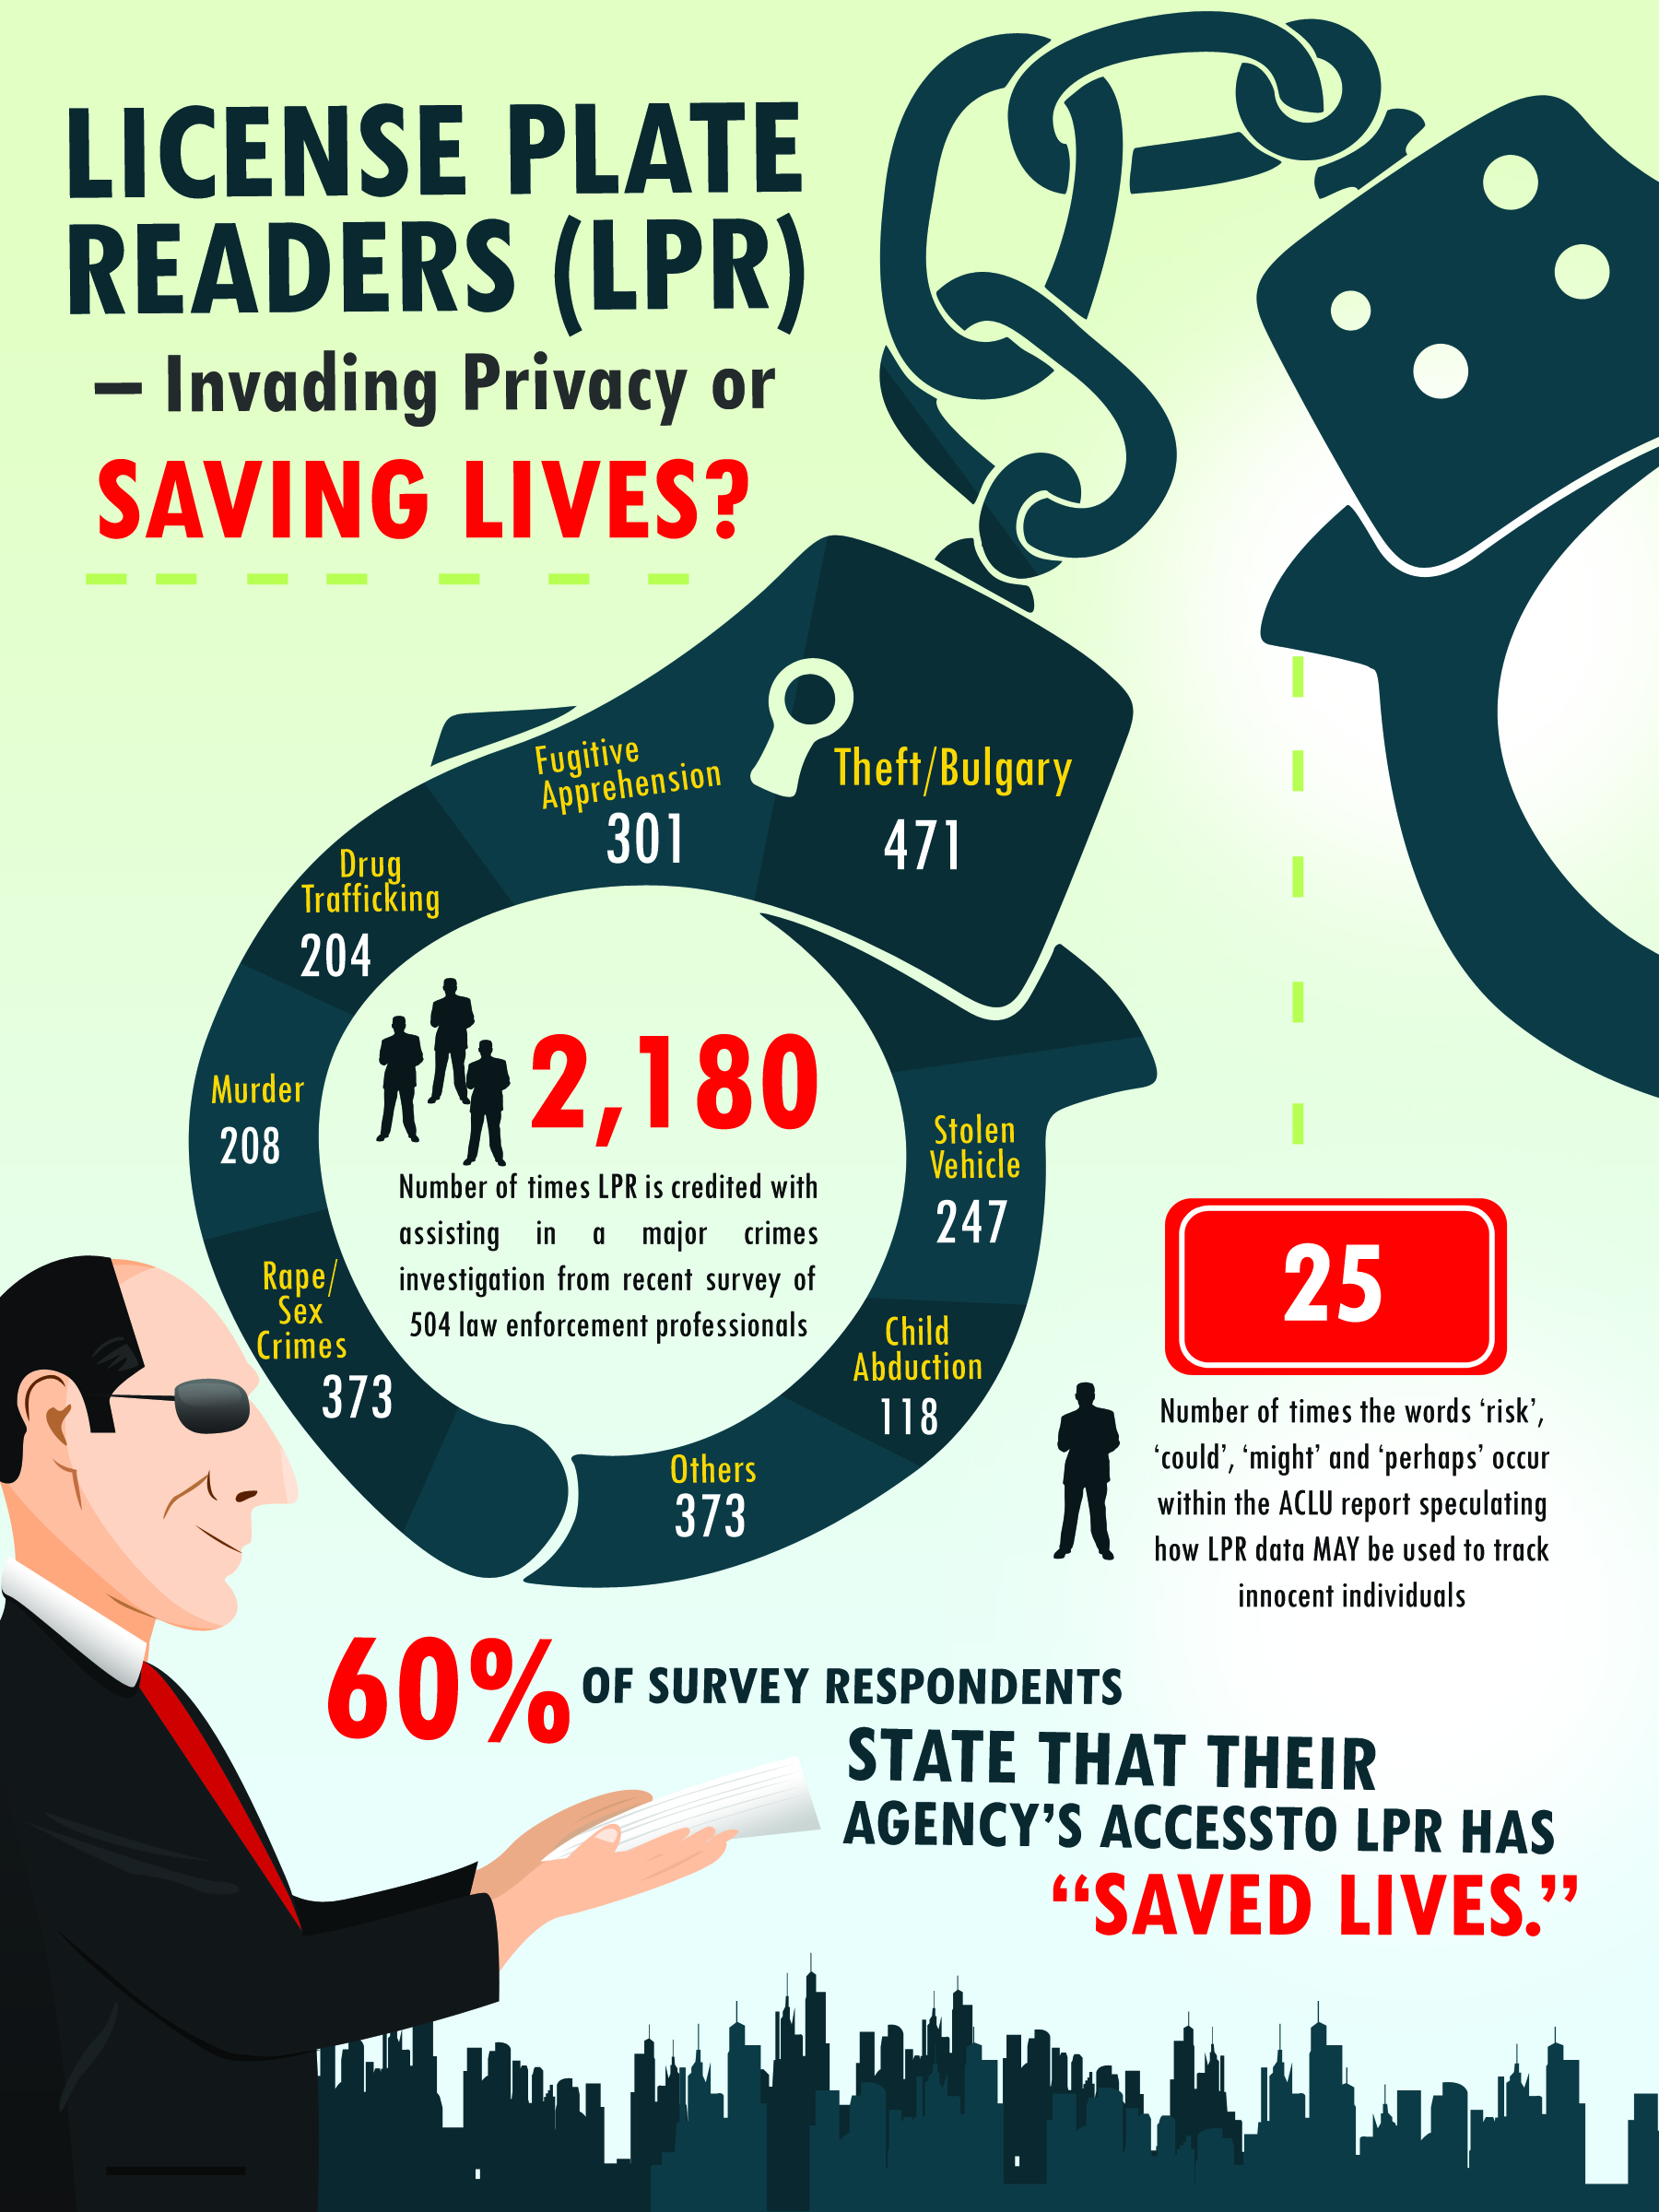 LICENSE PLATE
READERS (LPR)
– Invading Privacy or
SAVING LIVES?
Fugitive
Apprehension
301
Theft/Bulgary
471
Drug
Trafficking
204
Murder
208
Rape/
Sex
Crimes
373
2,180
Number of times LPR is credited with
assisting in a major crimes
investigation from recent survey of
504 law enforcement professionals
Stolen
Vehicle
247
Child
Abduction
118
Others
373
25
Number of times the words ‘risk’,
‘could’, ‘might’ and ‘perhaps’ occur
within the ACLU report speculating
how LPR data MAY be used to track
innocent individuals
60% OF SURVEY RESPONDENTS
STATE THAT THEIR
AGENCY’S ACCESSTO LPR HAS
“SAVED LIVES.”